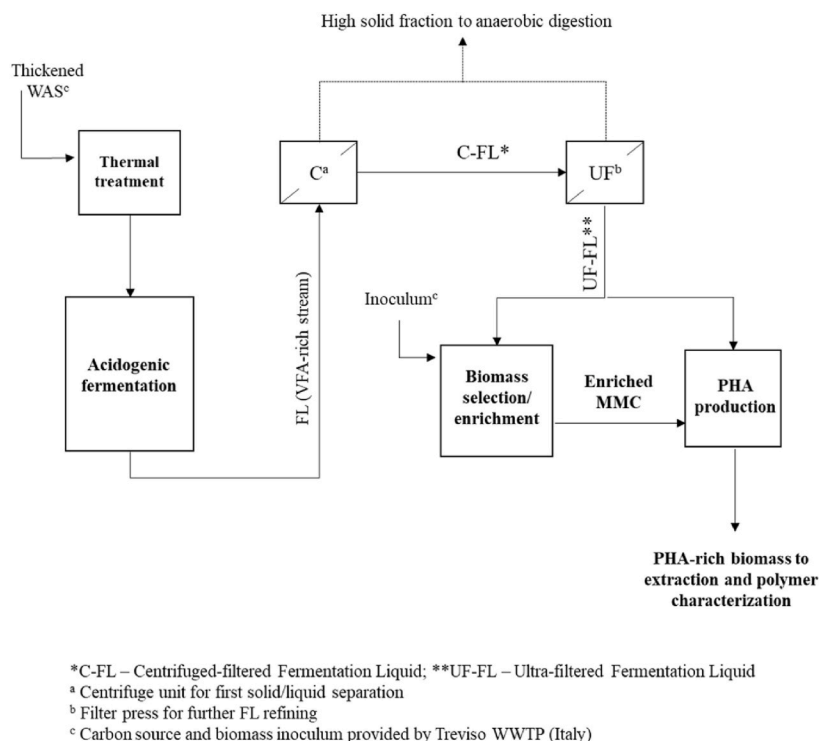 High solid fraction to anaerobic digestion
Thickened
WASᶜ
Thermal
treatment
Cᵃ
C-FL*
UFᵇ
UF-FL**
FL (VFA-rich stream)
Acidogenic
fermentation
Inoculumᶜ
Biomass
selection/
enrichment
Enriched
MMC
PHA
production
PHA-rich biomass to
extraction and polymer
characterization
*C-FL – Centrifuged-filtered Fermentation Liquid; **UF-FL – Ultra-filtered Fermentation Liquid
ᵃ Centrifuge unit for first solid/liquid separation
ᵇ Filter press for further FL refining
ᶜ Carbon source and biomass inoculum provided by Treviso WWTP (Italy)